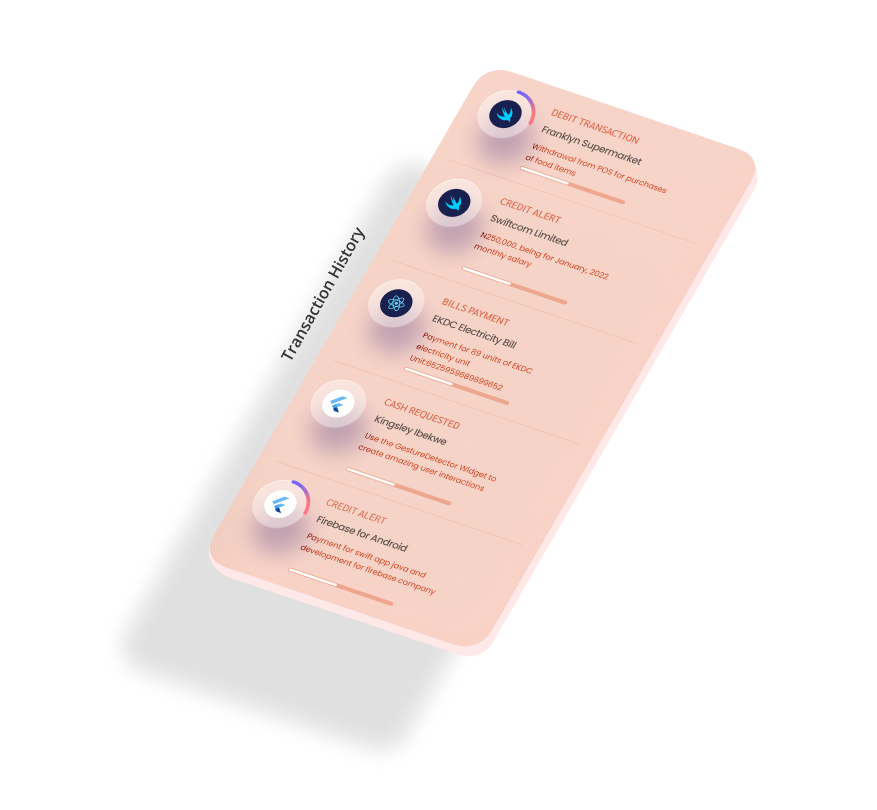 Transaction History
DEBIT TRANSACTION
Franklyn Supermarket
Withdrawal from POS for purchases
of food items
CREDIT ALERT
Swiftcom Limited
N250,000, being for January, 2022
monthly salary
BILLS PAYMENT
EKDC Electricity Bill
Payment for 89 units of EKDC
electricity unit
Unit:6525959689899652
CASH REQUESTED
Kingsley Ibekwe
Use the GestureDetector Widget to
create amazing user interactions
CREDIT ALERT
Firebase for Android
Payment for swift app java and
development for firebase company